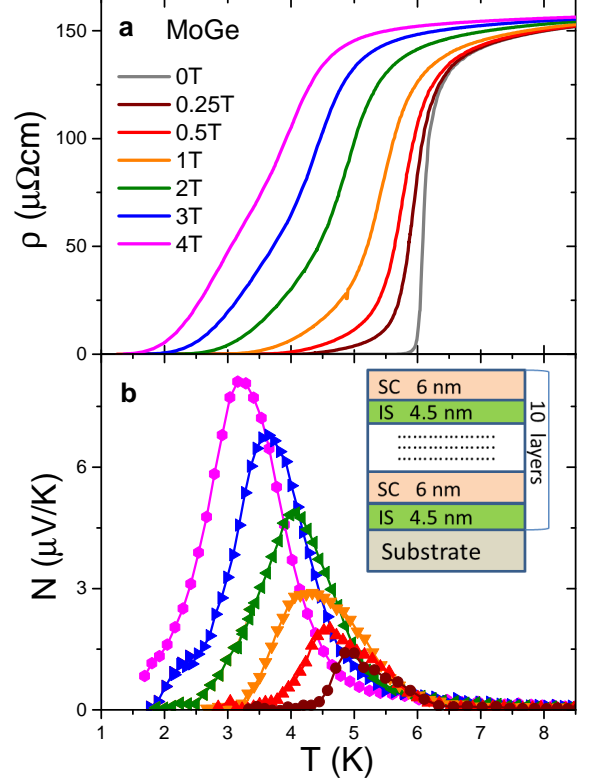 a MoGe
0T
0.25T
0.5T
1T
2T
3T
4T
150
100
50
0
ρ (μΩcm)
b
SC 6 nm
IS 4.5 nm
SC 6 nm
IS 4.5 nm
Substrate
10 layers
6
3
0
N (μV/K)
1 2 3 4 5 6 7 8
T (K)